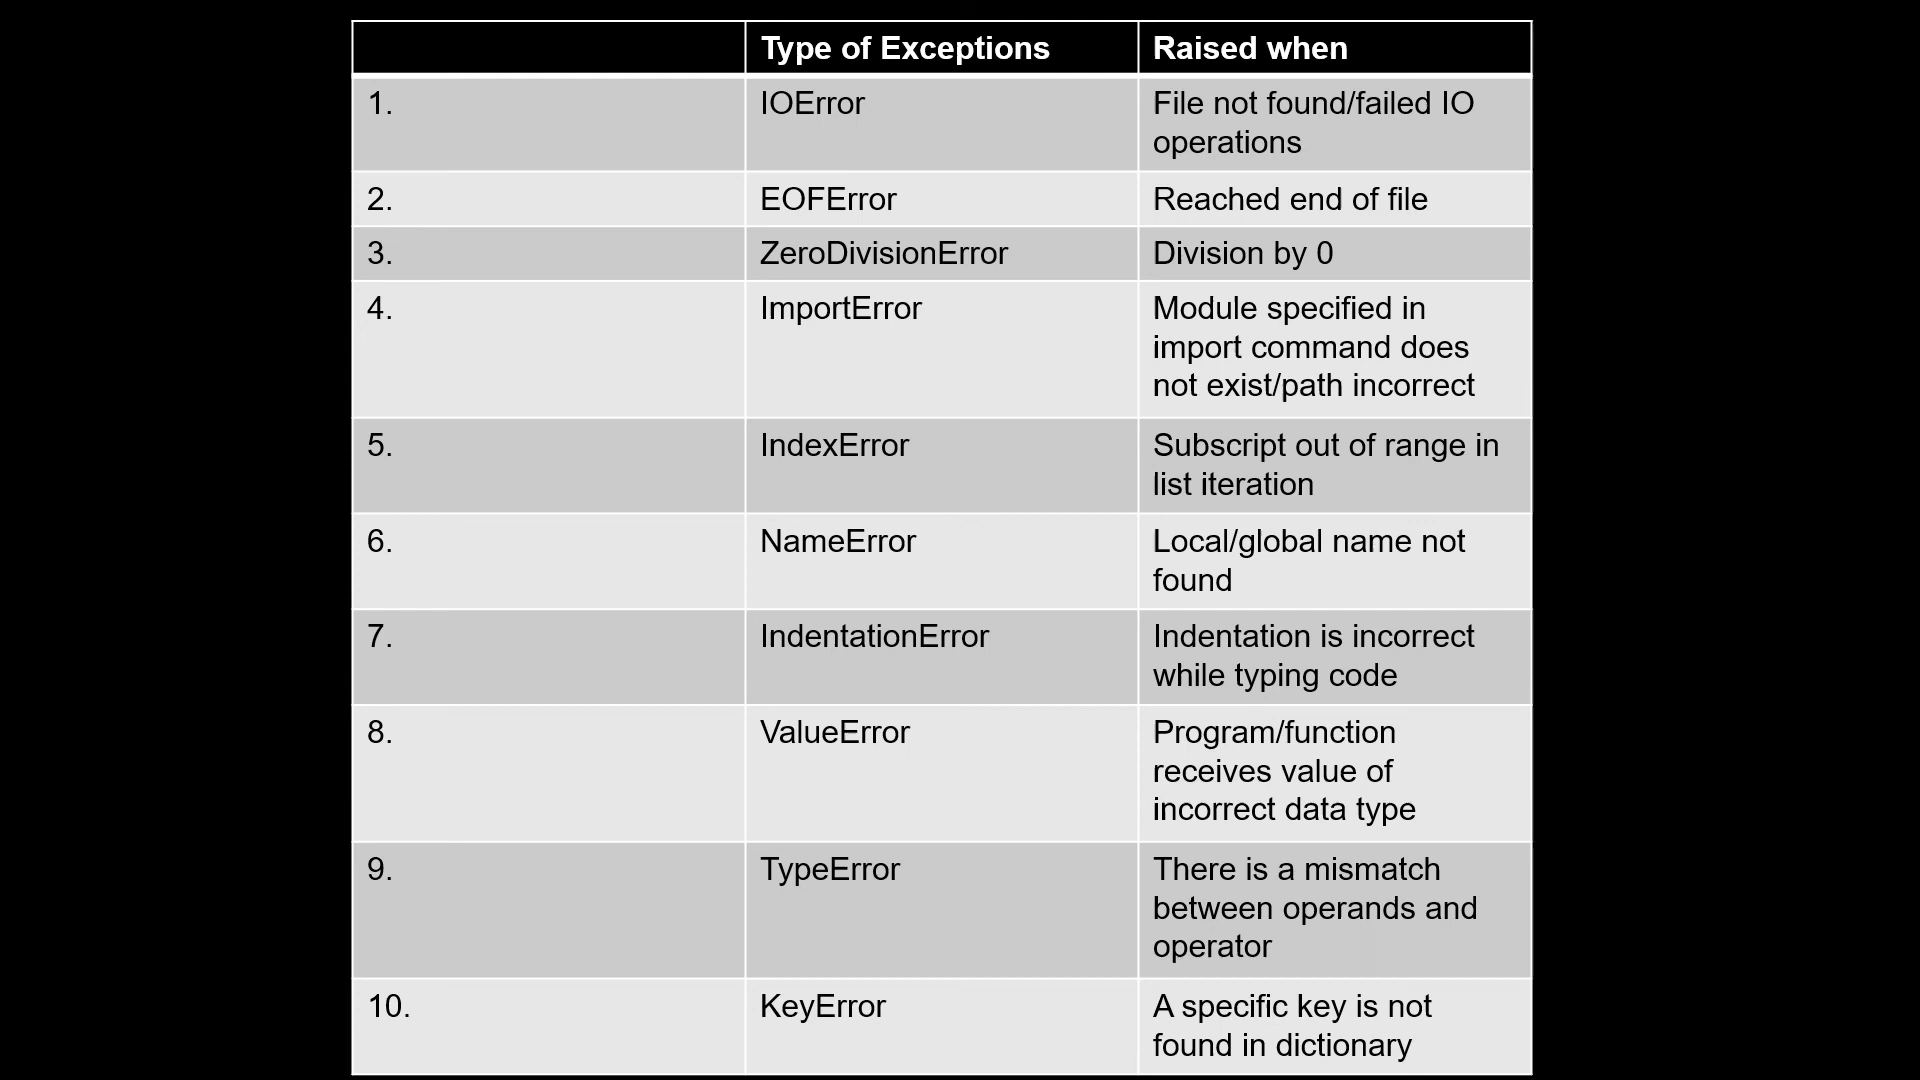 Type of Exceptions Raised when
1. IOError File not found/failed IO
operations
2. EOFError Reached end of file
3. ZeroDivisionError Division by 0
4. ImportError Module specified in
import command does
not exist/path incorrect
5. IndexError Subscript out of range in
list iteration
6. NameError Local/global name not
found
7. IndentationError Indentation is incorrect
while typing code
8. ValueError Program/function
receives value of
incorrect data type
9. TypeError There is a mismatch
between operands and
operator
10. KeyError A specific key is not
found in dictionary